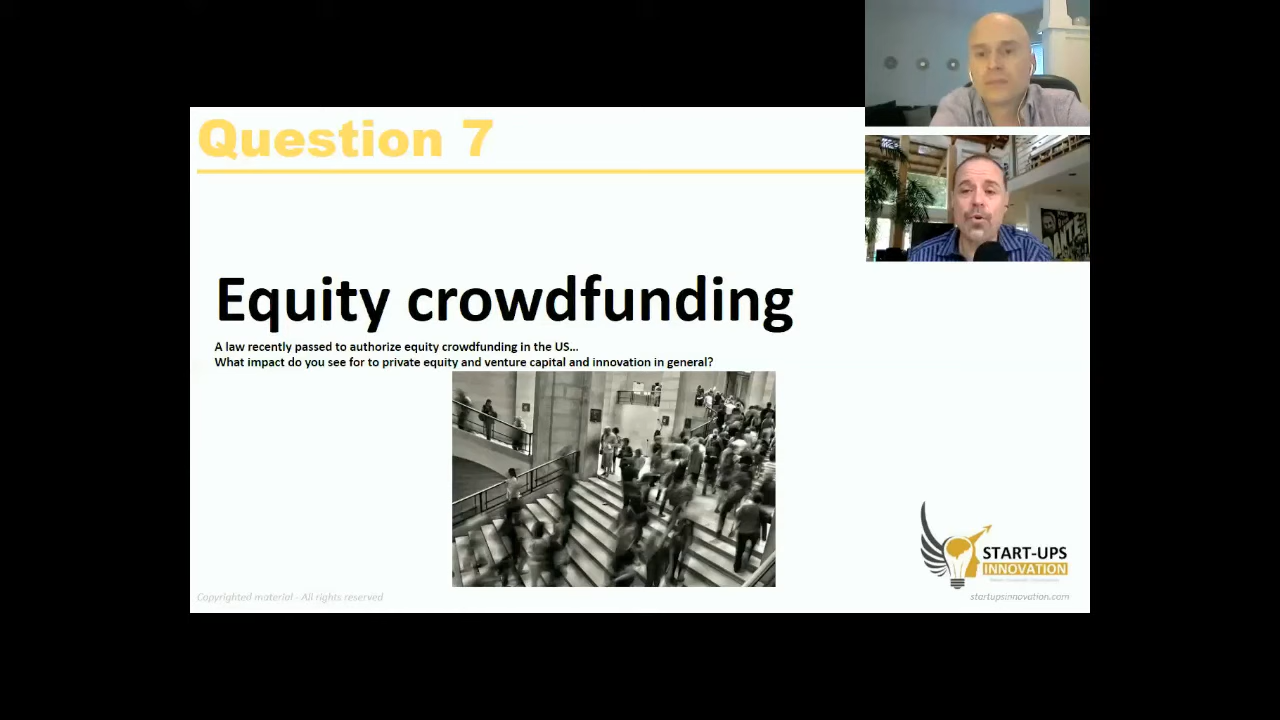 Question 7
Equity crowdfunding
A law recently passed to authorize equity crowdfunding in the US...
What impact do you see for to private equity and venture capital and innovation in general?
DANTE
START-UPS
INNOVATION
Copyrighted material - All rights reserved
startupsinnovation.com